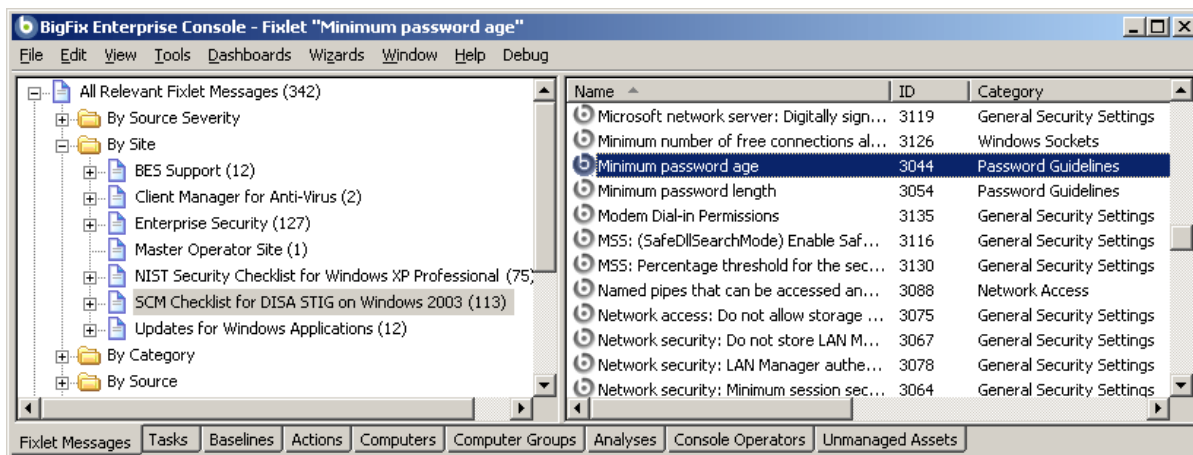 BigFix Enterprise Console - Fixlet "Minimum password age"
File Edit View Tools Dashboards Wizards Window Help Debug
All Relevant Fixlet Messages (342)
By Source Severity
By Site
BES Support (12)
Client Manager for Anti-Virus (2)
Enterprise Security (127)
Master Operator Site (1)
NIST Security Checklist for Windows XP Professional (75)
SCM Checklist for DISA STIG on Windows 2003 (113)
Updates for Windows Applications (12)
By Category
By Source
Name ID Category
Microsoft network server: Digitally sign... 3119 General Security Settings
Minimum number of free connections al... 3126 Windows Sockets
Minimum password age 3044 Password Guidelines
Minimum password length 3054 Password Guidelines
Modem Dial-in Permissions 3135 General Security Settings
MSS: (SafeDllSearchMode) Enable Saf... 3116 General Security Settings
MSS: Percentage threshold for the sec... 3130 General Security Settings
Named pipes that can be accessed an... 3088 Network Access
Network access: Do not allow storage ... 3075 General Security Settings
Network security: Do not store LAN M... 3067 General Security Settings
Network security: LAN Manager authe... 3078 General Security Settings
Network security: Minimum session sec... 3064 General Security Settings
Fixlet Messages Tasks Baselines Actions Computers Computer Groups Analyses Console Operators Unmanaged Assets